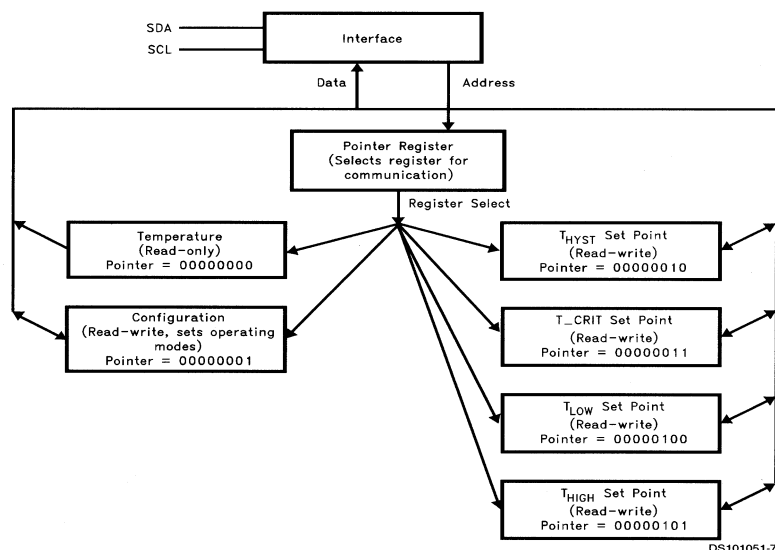 SDA
SCL
Interface
Data
Address
Pointer Register
(Selects register for
communication)
Register Select
Temperature
(Read-only)
Pointer = 00000000
Configuration
(Read-write, sets operating
modes)
Pointer = 00000001
THYST Set Point
(Read-write)
Pointer = 00000010
T_CRIT Set Point
(Read-write)
Pointer = 00000011
TLOW Set Point
(Read-write)
Pointer = 00000100
THIGH Set Point
(Read-write)
Pointer = 00000101
DS101051-7